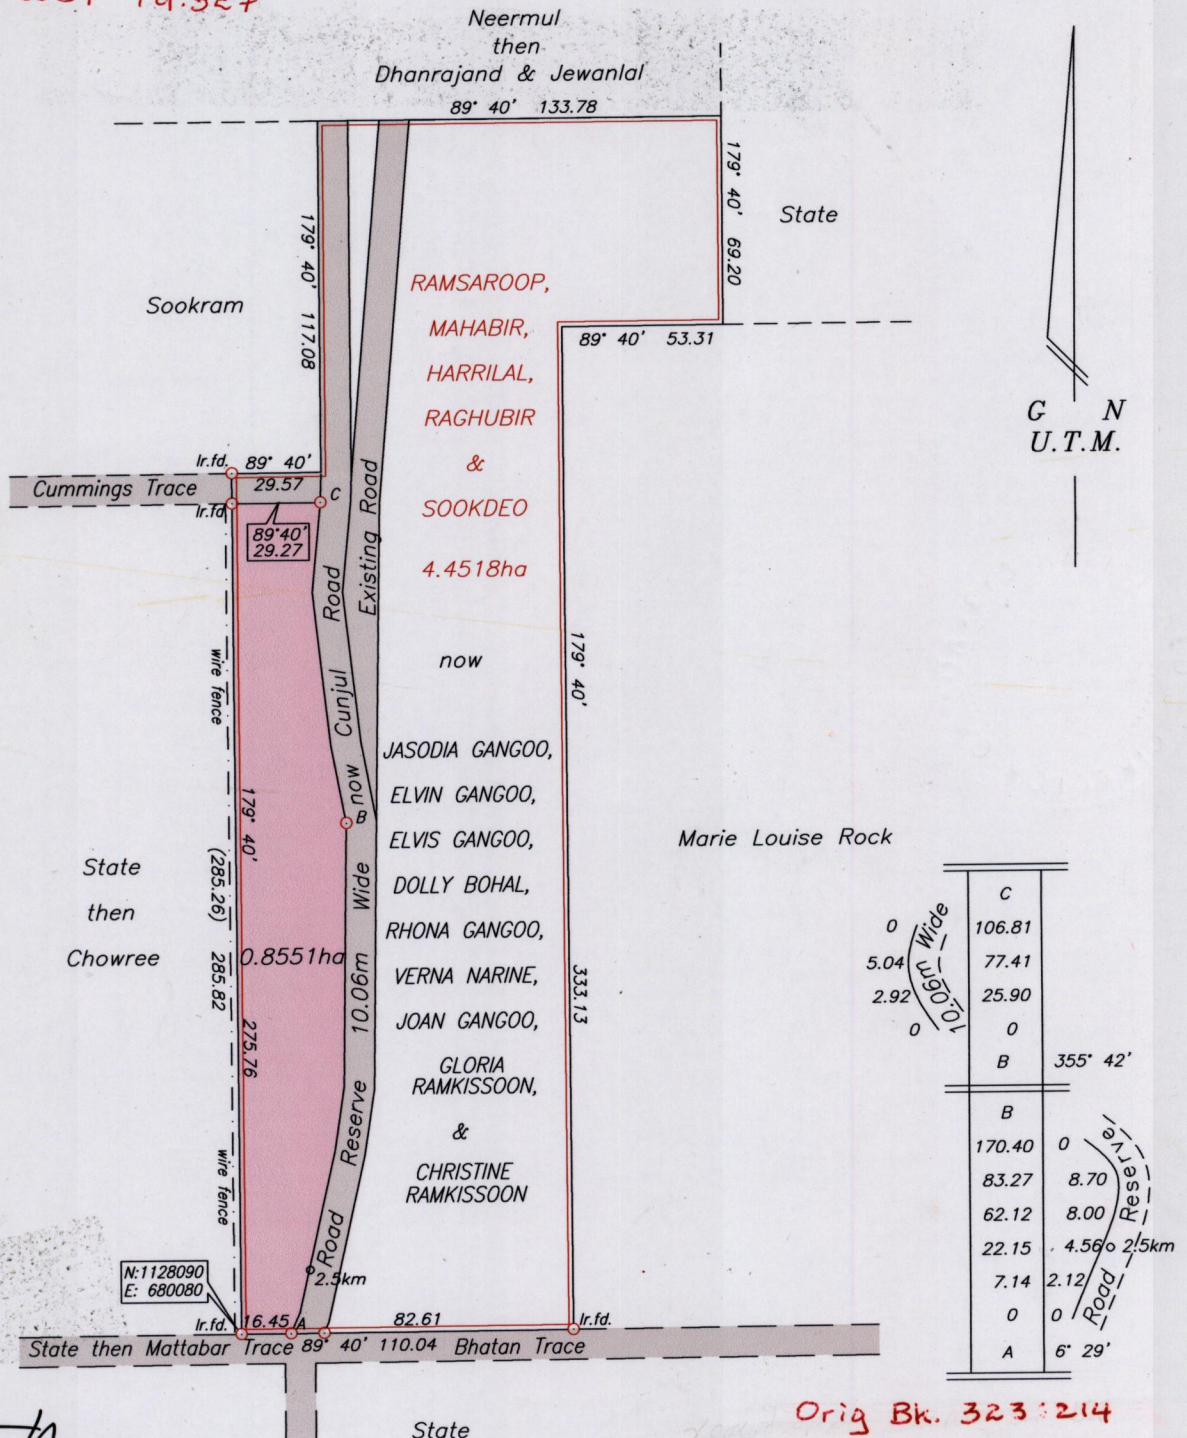 Neermul
then
Dhanrajand & Jewanlal
89° 40' 133.78
179° 40' 69.20
State
179° 40' 117.08
Sookram
RAMSAROOP,
MAHABIR,
HARRILAL,
RAGHUBIR
&
SOOKDEO
4.4518ha
89° 40' 53.31
G N
U.T.M.
Ir.fd. 89° 40'
29.57
Cummings Trace
C
Ir.fd
89°40'
29.27
Existing Road
Road Reserve 10.06m Wide now Cunjul Road
now
179° 40' 333.13
wire fence
JASODIA GANGOO,
ELVIN GANGOO,
ELVIS GANGOO,
DOLLY BOHAL,
RHONA GANGOO,
VERNA NARINE,
JOAN GANGOO,
GLORIA
RAMKISSOON,
&
CHRISTINE
RAMKISSOON
179° 40' 275.76
(285.26) 285.82
B
Marie Louise Rock
State
then
Chowree
0.8551ha
wire fence
2.5km
N:1128090
E: 680080
Ir.fd. 16.45 A
82.61
Ir.fd.
State then Mattabar Trace 89° 40' 110.04 Bhatan Trace
State
C
0 106.81
5.04 77.41
2.92 25.90
0 0
10.06m Wide
B 355° 42'
B
170.40 0
83.27 8.70
62.12 8.00
22.15 4.56 2.5km
7.14 2.12
0 0
Road Reserve
A 6° 29'
Orig Bk. 323:214